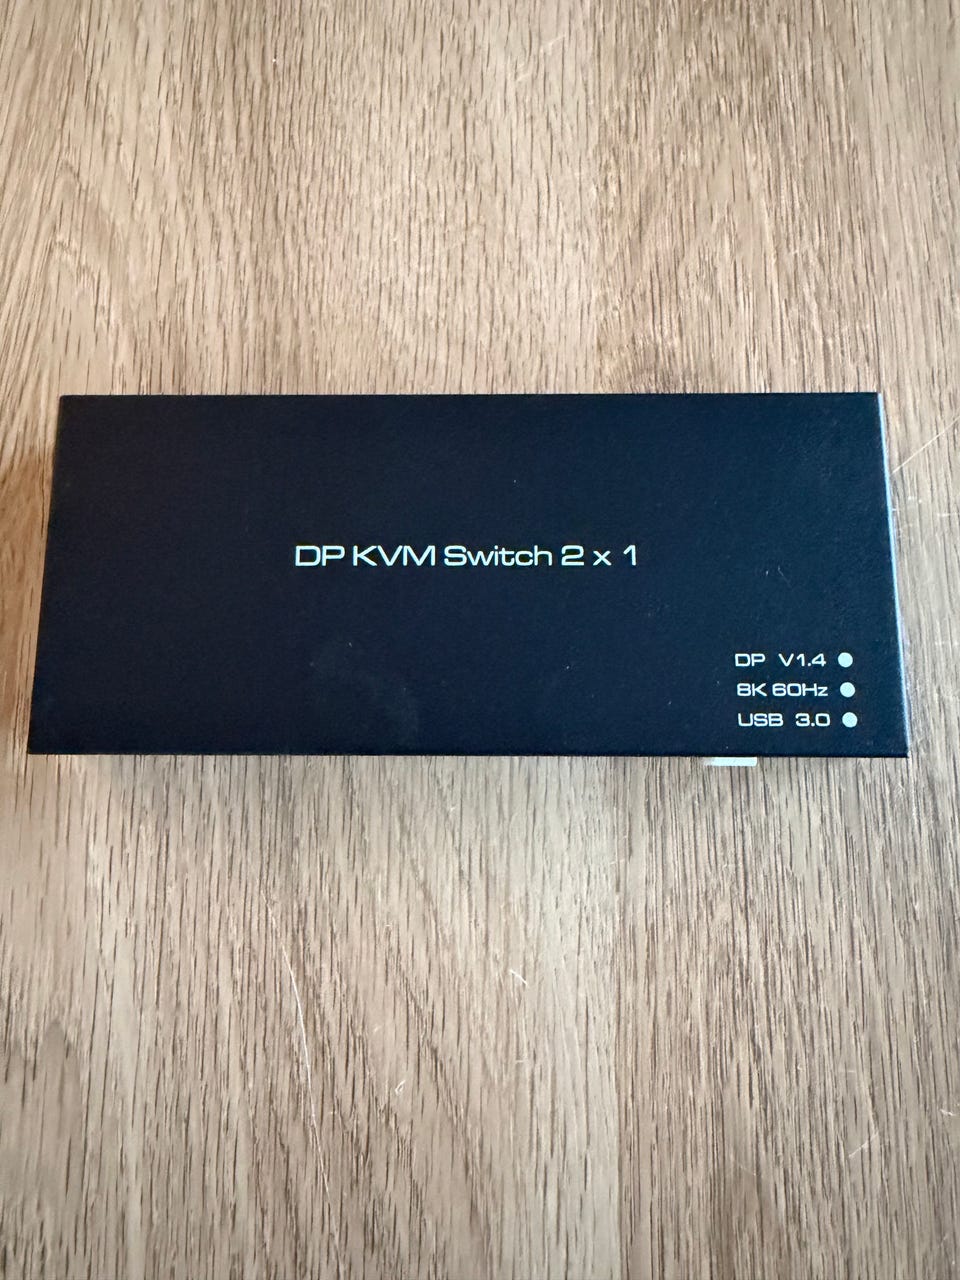 DP KVM Switch 2 x 1
DP V1.4
8K 60Hz
USB 3.0